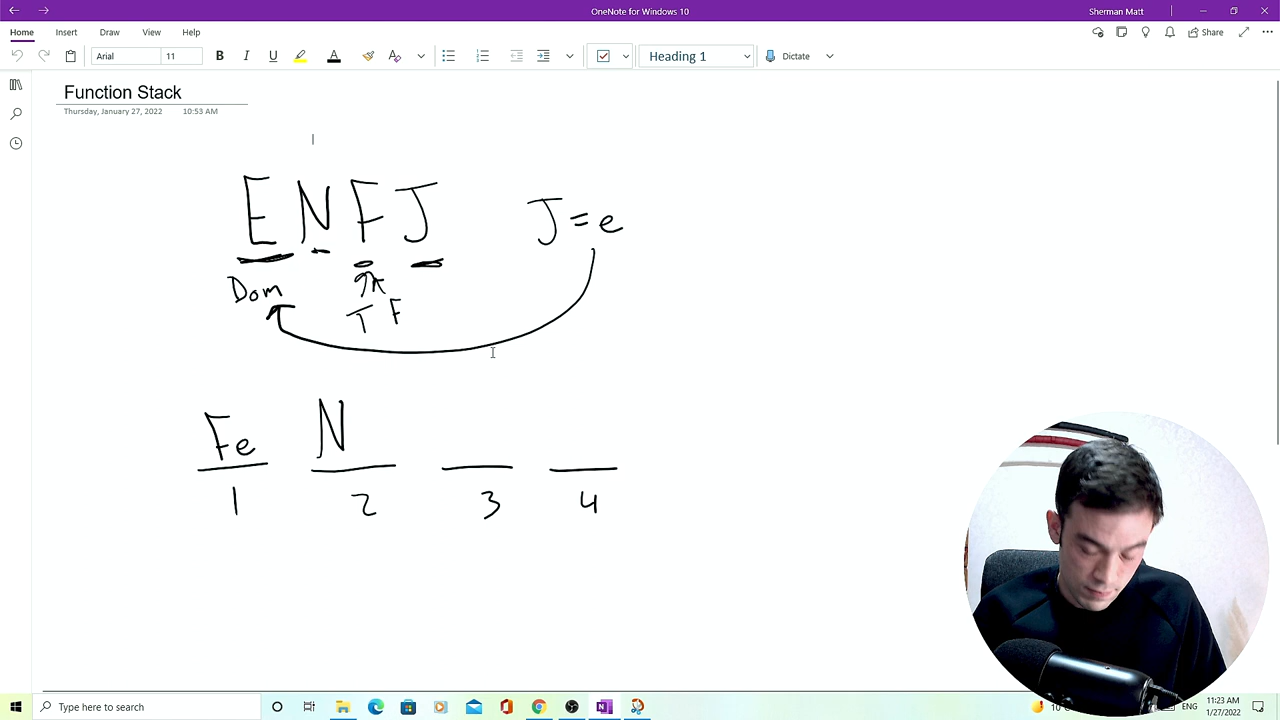 OneNote for Windows 10
Sherman Matt
Home Insert Draw View Help
Share
Arial 11 B I U A Heading 1 Dictate
Function Stack
Thursday, January 27, 2022 10:53 AM
ENFJ J=e
Dom
T F
Fe N
1 2 3 4
Type here to search
ENG
11:23 AM
1/27/2022